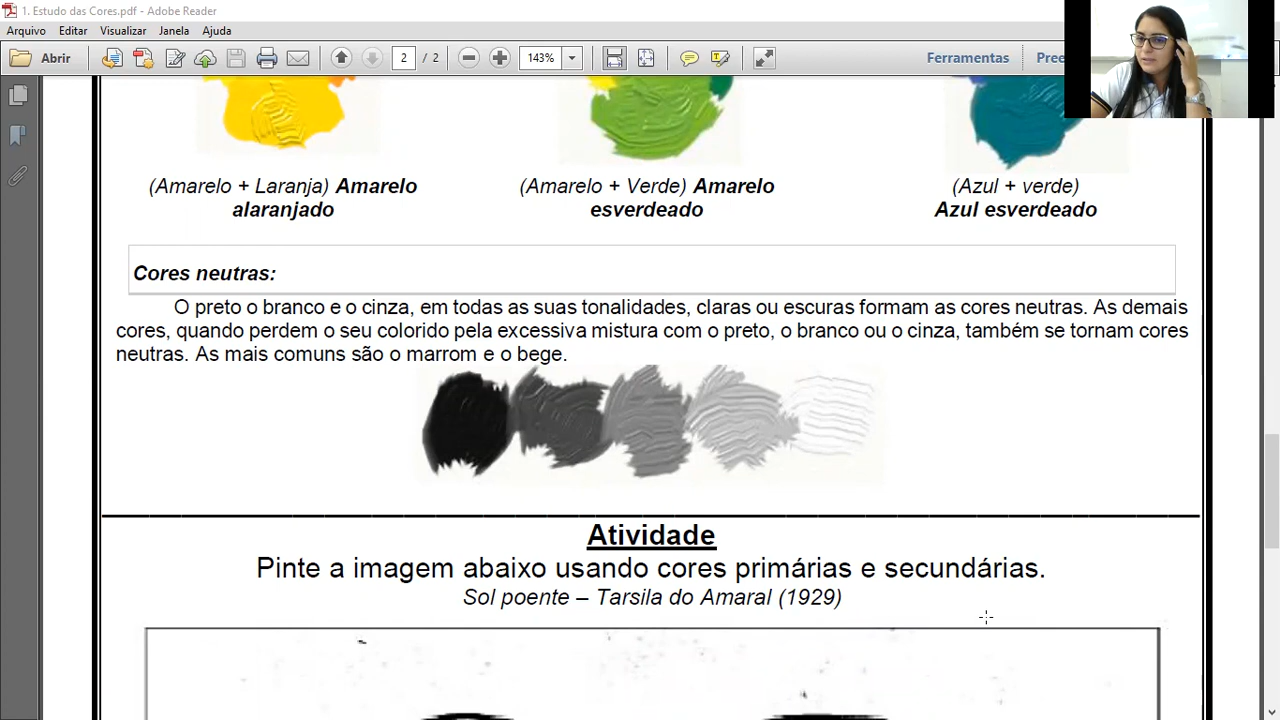 1. Estudo das Cores.pdf - Adobe Reader
Arquivo Editar Visualizar Janela Ajuda
Abrir 2 / 2 143% Ferramentas Pree
(Amarelo + Laranja) Amarelo
alaranjado
(Amarelo + Verde) Amarelo
esverdeado
(Azul + verde)
Azul esverdeado
Cores neutras:
O preto o branco e o cinza, em todas as suas tonalidades, claras ou escuras formam as cores neutras. As demais
cores, quando perdem o seu colorido pela excessiva mistura com o preto, o branco ou o cinza, também se tornam cores
neutras. As mais comuns são o marrom e o bege.
Atividade
Pinte a imagem abaixo usando cores primárias e secundárias.
Sol poente – Tarsila do Amaral (1929)